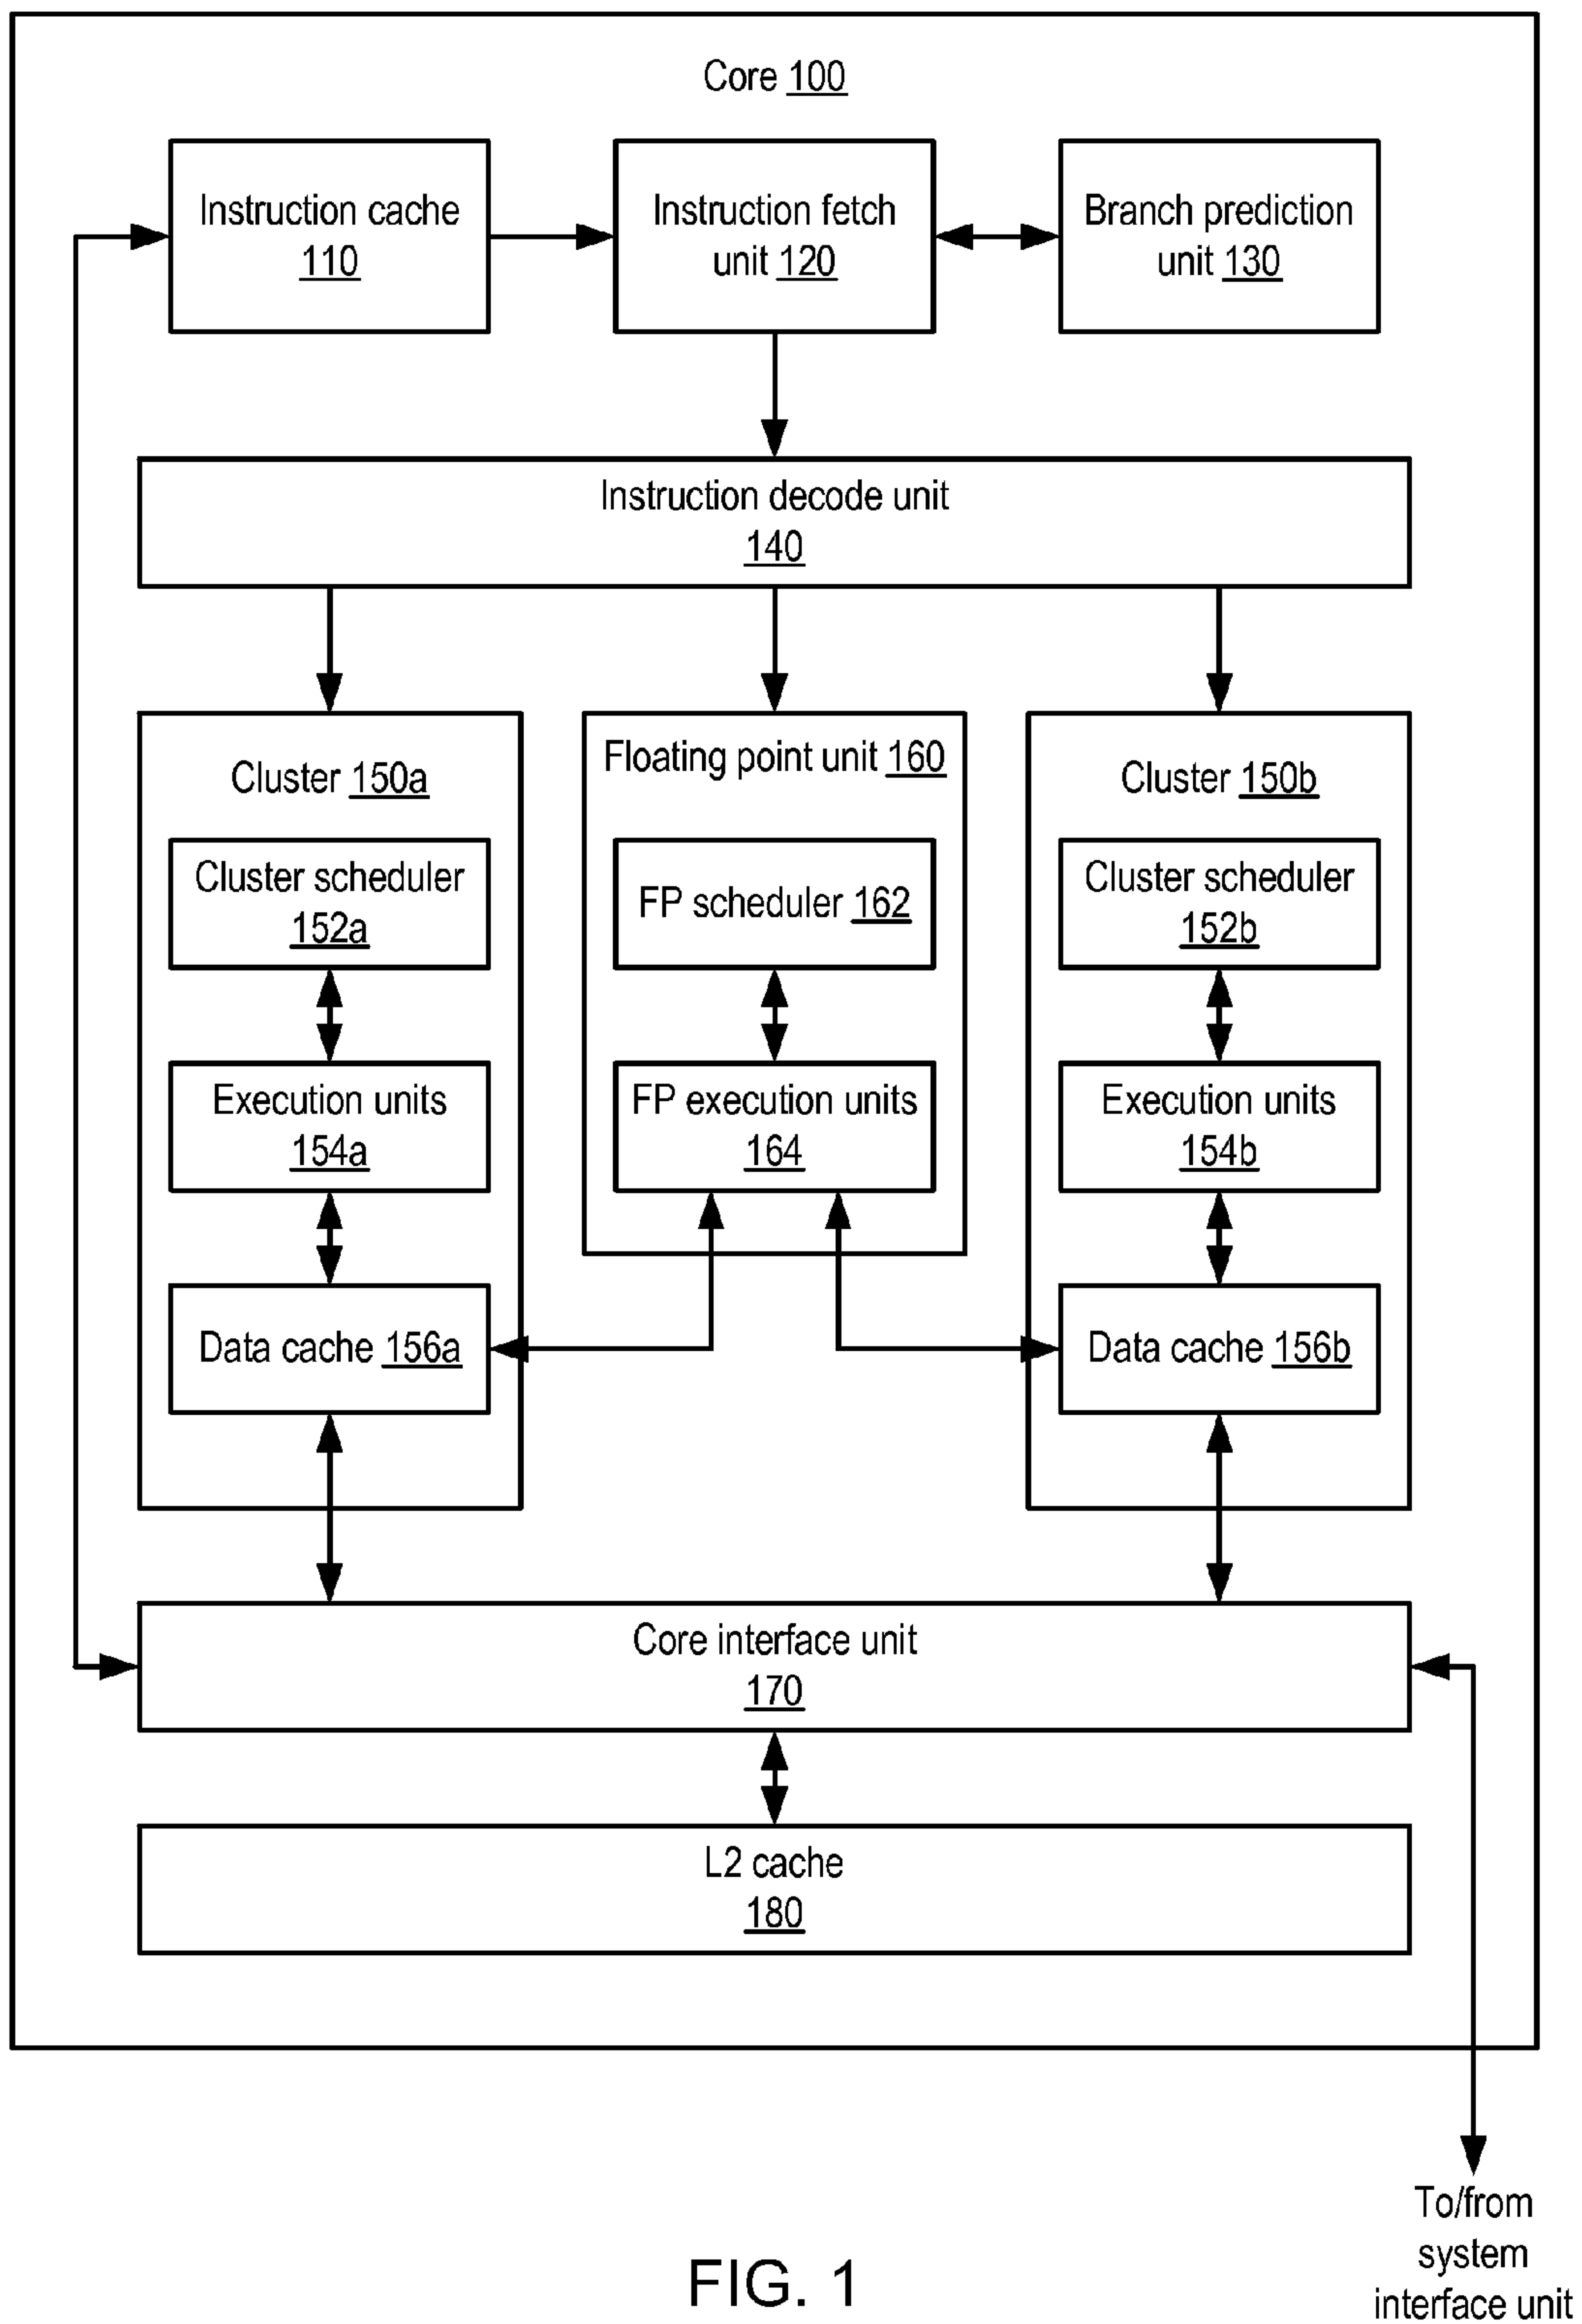 Core 100
Instruction cache
110
Instruction fetch
unit 120
Branch prediction
unit 130
Instruction decode unit
140
Cluster 150a
Cluster scheduler
152a
Execution units
154a
Data cache 156a
Floating point unit 160
FP scheduler 162
FP execution units
164
Cluster 150b
Cluster scheduler
152b
Execution units
154b
Data cache 156b
Core interface unit
170
L2 cache
180
To/from
system
interface unit
FIG. 1